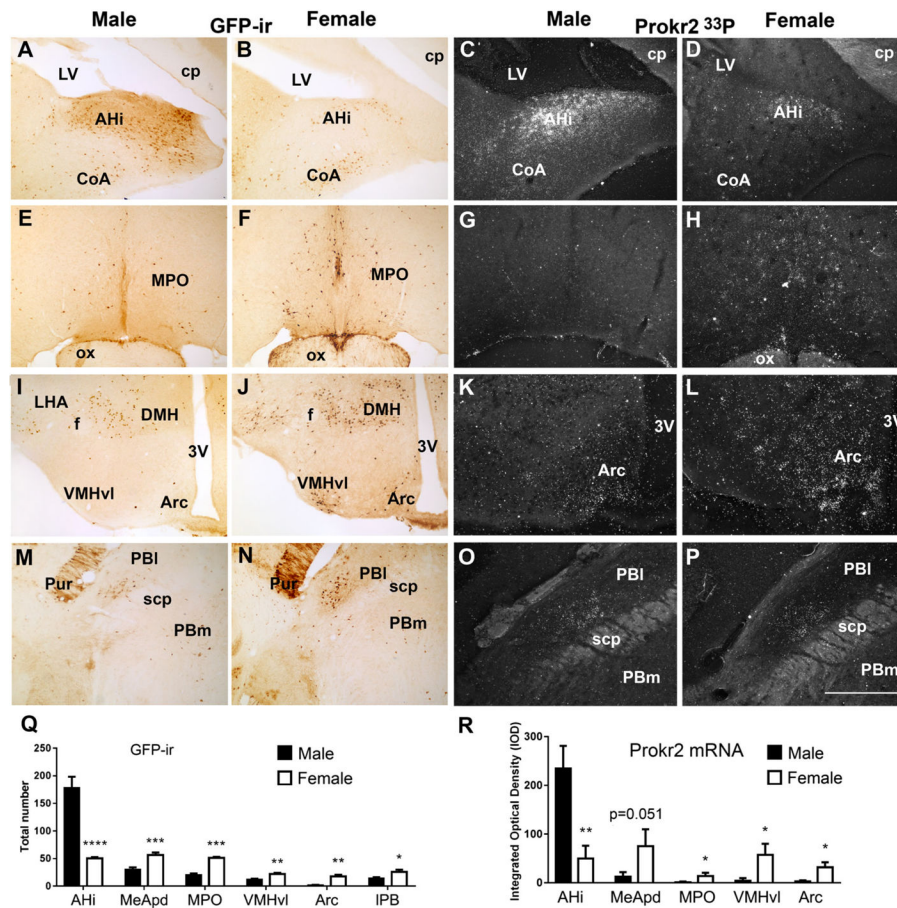 Male GFP-ir Female Male Prokr2 ³³P Female
A B C D
LV cp LV cp LV LV cp
AHi AHi AHi AHi
CoA CoA CoA CoA
E F G H
MPO MPO
ox ox ox
I J K L
LHA f DMH f DMH 3V
3V 3V Arc Arc
VMHvl Arc VMHvl Arc
M N O P
Pur PBl Pur PBl PBl PBl
scp scp scp scp
PBm PBm PBm PBm
Q R
GFP-ir
Male
Female
Total number
250
200
150
100
50
0
**** *** *** ** ** *
AHi MeApd MPO VMHvl Arc lPB
Prokr2 mRNA
Male
Female
Integrated Optical Density (IOD)
300
200
100
0
** p=0.051 * * *
AHi MeApd MPO VMHvl Arc